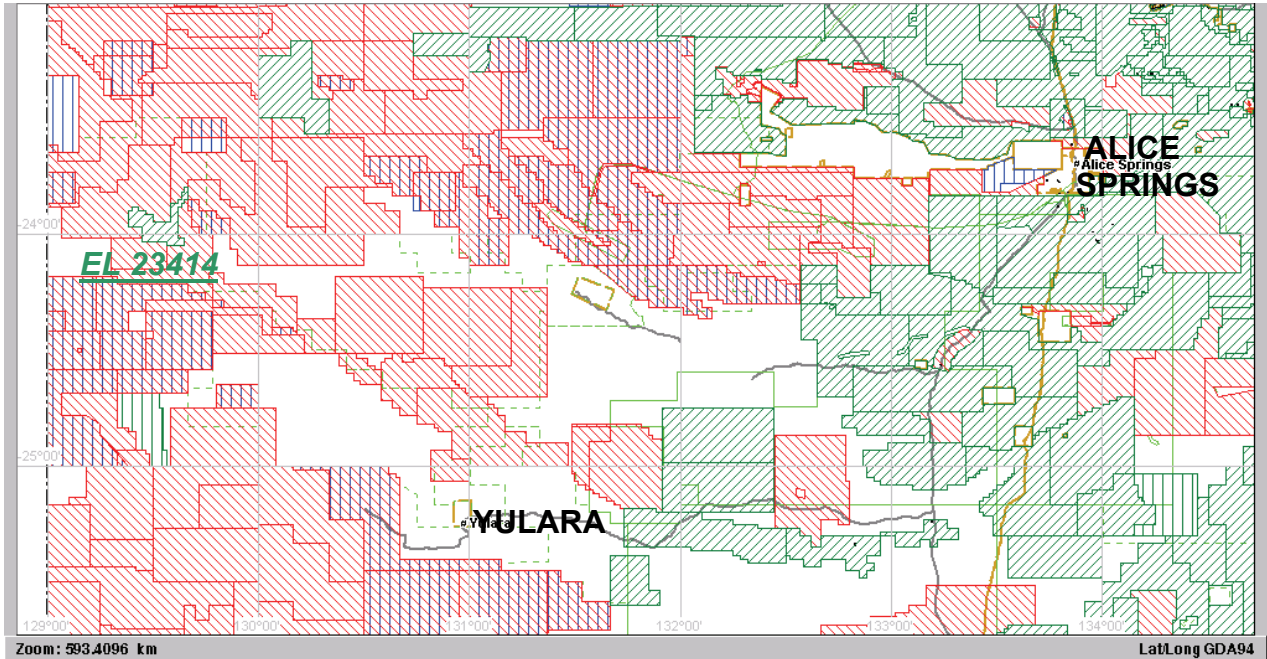 ALICE
#Alice Springs
SPRINGS
-24°00'
EL 23414
-25°00'
# Yulara
YULARA
129°00' 130°00' 131°00' 132°00' 133°00' 134°00'
Zoom: 593.4096 km Lat/Long GDA94